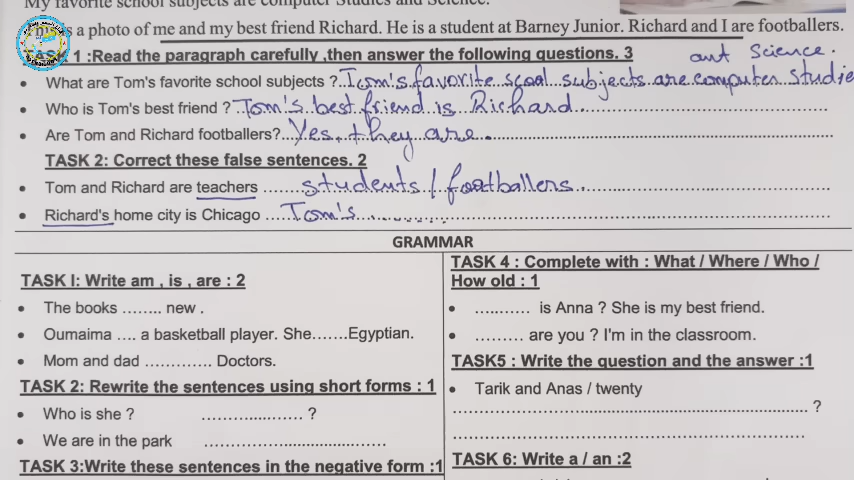 My favorite school subjects are computer Studies and Science.
s a photo of me and my best friend Richard. He is a student at Barney Junior. Richard and I are footballers.
TASK 1 :Read the paragraph carefully ,then answer the following questions. 3
ant Science.
• What are Tom's favorite school subjects ? Tom's favorite scool subjects are computer studie
• Who is Tom's best friend ? Tom's best friend is Richard.
• Are Tom and Richard footballers? Yes, they are.
TASK 2: Correct these false sentences. 2
• Tom and Richard are teachers ....... students / footballers.
• Richard's home city is Chicago .... Tom's ..............
GRAMMAR
TASK I: Write am , is , are : 2
• The books ........ new .
• Oumaima .... a basketball player. She.......Egyptian.
• Mom and dad ............. Doctors.
TASK 2: Rewrite the sentences using short forms : 1
• Who is she ? ...................... ?
• We are in the park ....................................
TASK 3:Write these sentences in the negative form :1
TASK 4 : Complete with : What / Where / Who /
How old : 1
• ........... is Anna ? She is my best friend.
• ......... are you ? I'm in the classroom.
TASK5 : Write the question and the answer :1
• Tarik and Anas / twenty
....................................................................... ?
.......................................................................
TASK 6: Write a / an :2